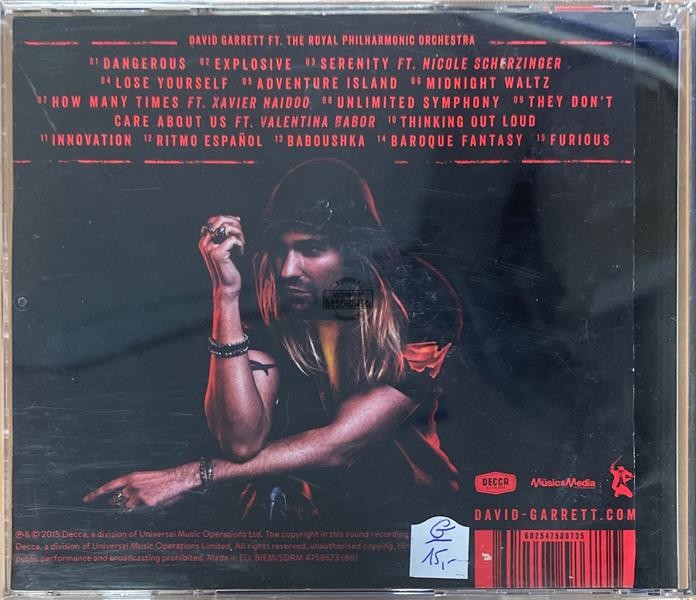 DAVID GARRETT FT. THE ROYAL PHILHARMONIC ORCHESTRA
01 DANGEROUS 02 EXPLOSIVE 03 SERENITY FT. NICOLE SCHERZINGER
04 LOSE YOURSELF 05 ADVENTURE ISLAND 06 MIDNIGHT WALTZ
07 HOW MANY TIMES FT. XAVIER NAIDOO 08 UNLIMITED SYMPHONY 09 THEY DON'T
CARE ABOUT US FT. VALENTINA BABOR 10 THINKING OUT LOUD
11 INNOVATION 12 RITMO ESPAÑOL 13 BABOUSHKA 14 BAROQUE FANTASY 15 FURIOUS
DECCA
Music&Media
DAVID-GARRETT.COM
℗&© 2015 Decca, a division of Universal Music Operations Ltd. The copyright in this sound recording
Decca, a division of Universal Music Operations Limited. All rights reserved, unauthorised copying,
public performance and broadcasting prohibited. Made in EU. BIEM/SDRM 4758673 (86)
G
15,-